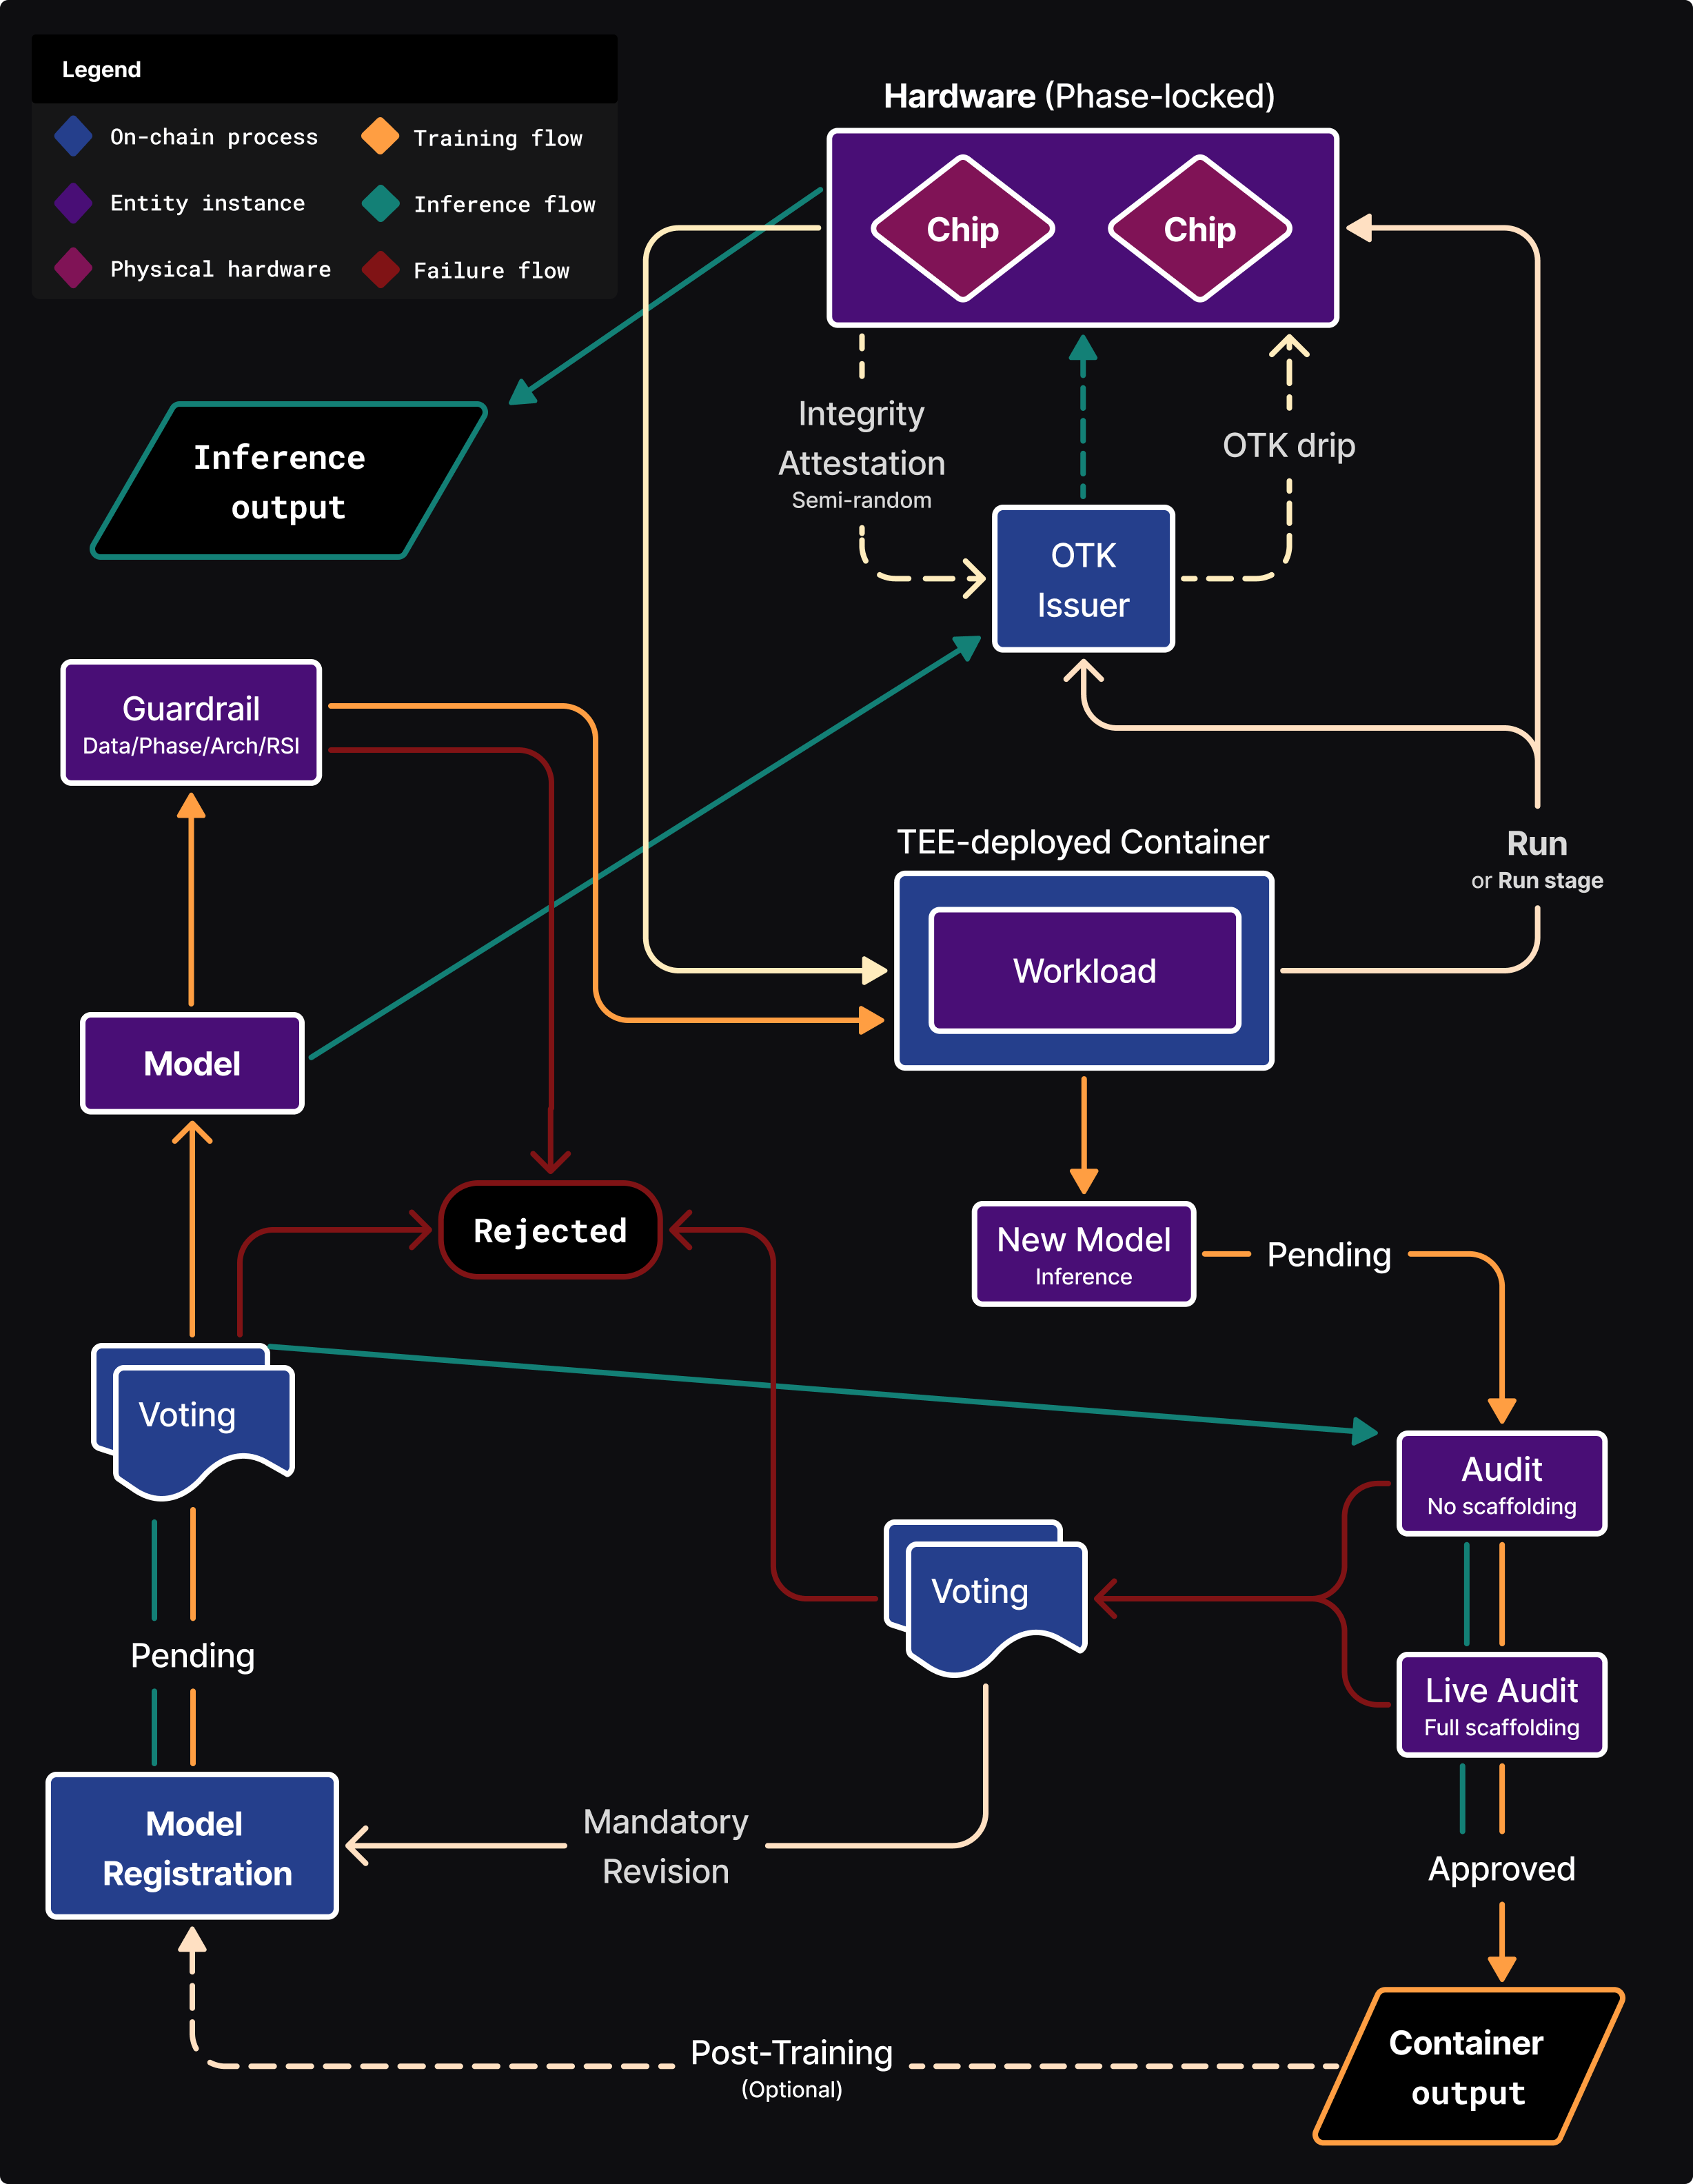 Legend
On-chain process
Training flow
Entity instance
Inference flow
Physical hardware
Failure flow
Hardware (Phase-locked)
Chip
Chip
Inference
output
Integrity
Attestation
Semi-random
OTK drip
OTK
Issuer
Guardrail
Data/Phase/Arch/RSI
TEE-deployed Container
Workload
Run
or Run stage
Model
Rejected
New Model
Inference
Pending
Voting
Audit
No scaffolding
Voting
Pending
Live Audit
Full scaffolding
Model
Registration
Mandatory
Revision
Approved
Post-Training
(Optional)
Container
output